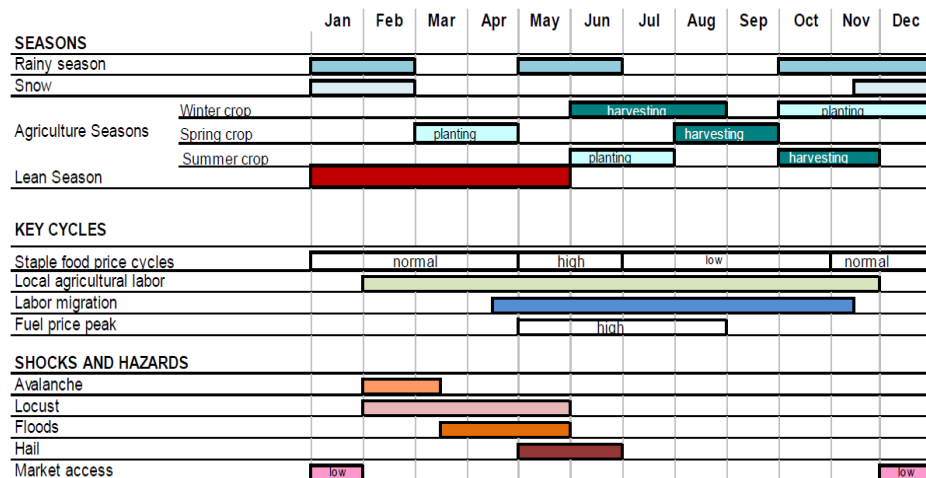 Jan Feb Mar Apr May Jun Jul Aug Sep Oct Nov Dec
SEASONS
Rainy season
Snow
Winter crop harvesting planting
Agriculture Seasons Spring crop planting harvesting
Summer crop planting harvesting
Lean Season
KEY CYCLES
Staple food price cycles normal high low normal
Local agricultural labor
Labor migration
Fuel price peak high
SHOCKS AND HAZARDS
Avalanche
Locust
Floods
Hail
Market access low low